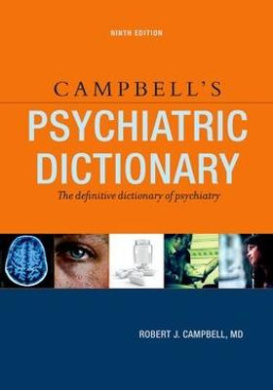 NINTH EDITION
CAMPBELL'S
PSYCHIATRIC
DICTIONARY
The definitive dictionary of psychiatry
ROBERT J. CAMPBELL, MD